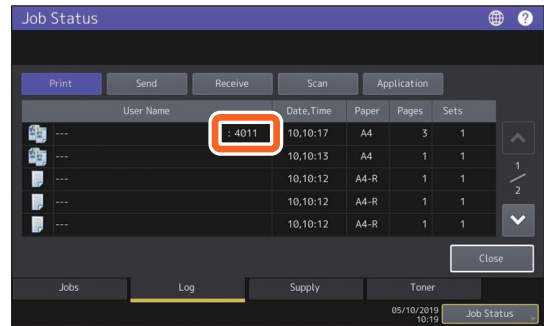 Job Status ?
Print Send Receive Scan Application
User Name Date,Time Paper Pages Sets
--- : 4011 10,10:17 A4 3 1
--- 10,10:13 A4 1 1
--- 10,10:12 A4-R 1 1
--- 10,10:12 A4-R 1 1
--- 10,10:12 A4-R 1 1
1
/
2
Close
Jobs Log Supply Toner
05/10/2019
10:19
Job Status